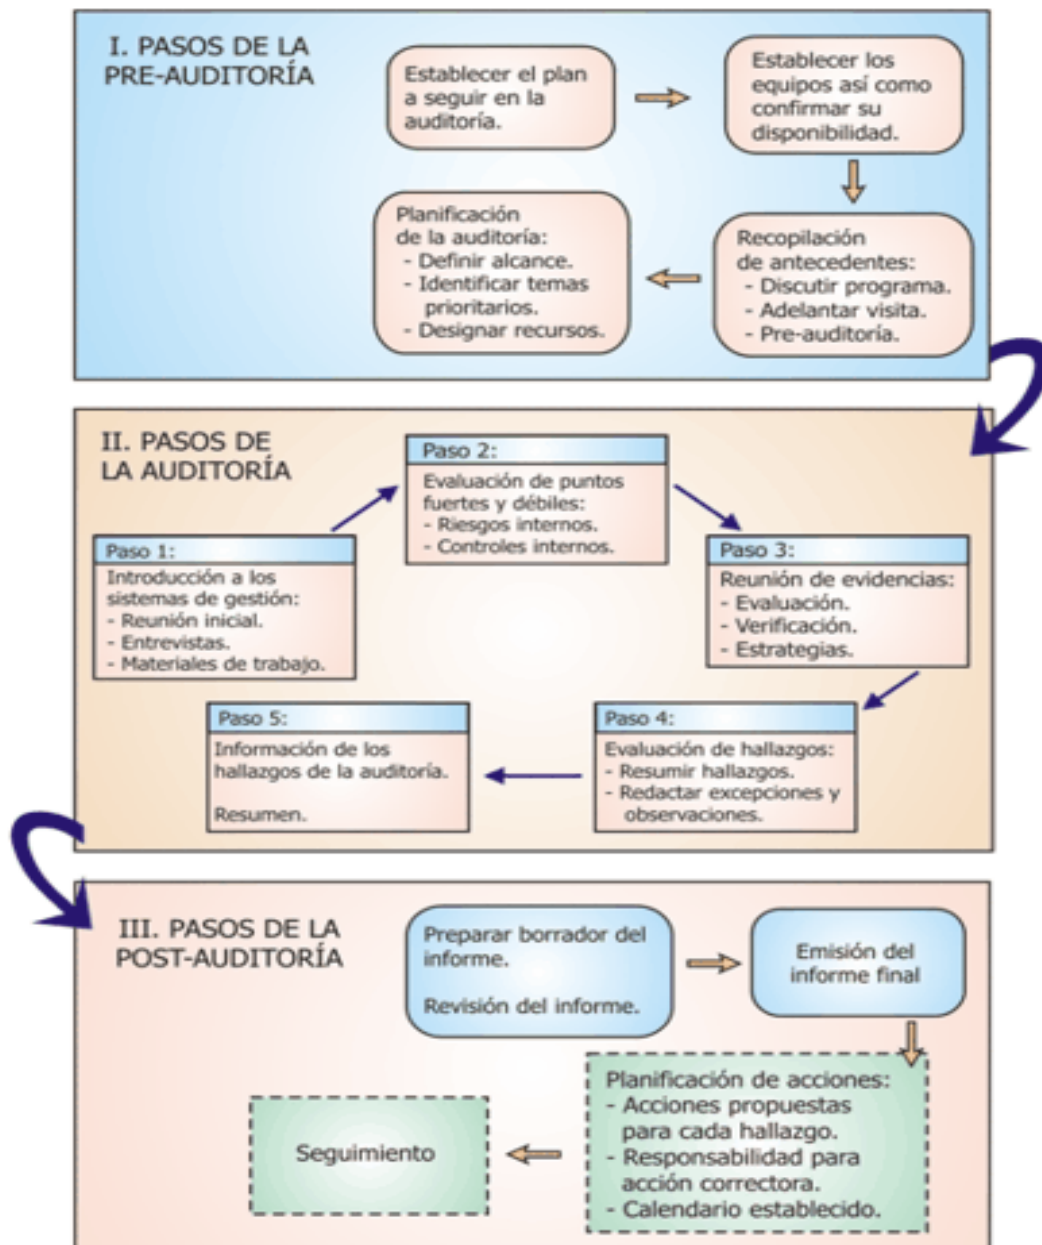 I. PASOS DE LA
PRE-AUDITORÍA
Establecer el plan
a seguir en la
auditoría.
Establecer los
equipos así como
confirmar su
disponibilidad.
Recopilación
de antecedentes:
- Discutir programa.
- Adelantar visita.
- Pre-auditoría.
Planificación
de la auditoría:
- Definir alcance.
- Identificar temas
prioritarios.
- Designar recursos.
II. PASOS DE
LA AUDITORÍA
Paso 1:
Introducción a los
sistemas de gestión:
- Reunión inicial.
- Entrevistas.
- Materiales de trabajo.
Paso 2:
Evaluación de puntos
fuertes y débiles:
- Riesgos internos.
- Controles internos.
Paso 3:
Reunión de evidencias:
- Evaluación.
- Verificación.
- Estrategias.
Paso 4:
Evaluación de hallazgos:
- Resumir hallazgos.
- Redactar excepciones y
observaciones.
Paso 5:
Información de los
hallazgos de la auditoría.
Resumen.
III. PASOS DE LA
POST-AUDITORÍA
Preparar borrador del
informe.
Revisión del informe.
Emisión del
informe final
Planificación de acciones:
- Acciones propuestas
para cada hallazgo.
- Responsabilidad para
acción correctora.
- Calendario establecido.
Seguimiento